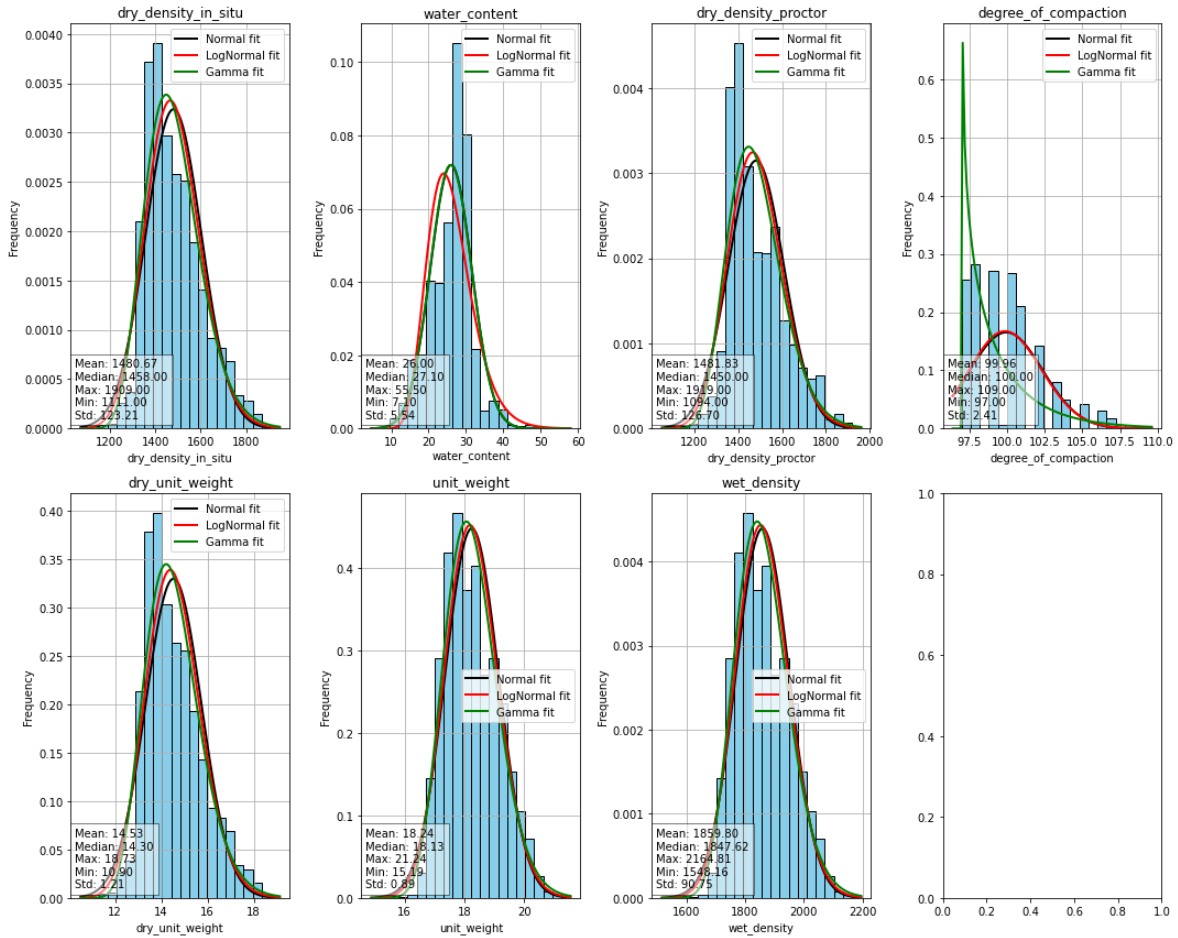 dry_density_in_situ
0.0040
0.0035
0.0030
0.0025
0.0020
0.0015
0.0010
0.0005
0.0000
Frequency
Normal fit
LogNormal fit
Gamma fit
Mean: 1480.67
Median: 1458.00
Max: 1909.00
Min: 1111.00
Std: 123.21
1200 1400 1600 1800
dry_density_in_situ
water_content
0.10
0.08
0.06
0.04
0.02
0.00
Frequency
Normal fit
LogNormal fit
Gamma fit
Mean: 26.00
Median: 27.10
Max: 55.50
Min: 7.10
Std: 5.54
10 20 30 40 50 60
water_content
dry_density_proctor
0.004
0.003
0.002
0.001
0.000
Frequency
Normal fit
LogNormal fit
Gamma fit
Mean: 1481.83
Median: 1450.00
Max: 1919.00
Min: 1094.00
Std: 126.70
1200 1400 1600 1800 2000
dry_density_proctor
degree_of_compaction
0.6
0.5
0.4
0.3
0.2
0.1
0.0
Frequency
Normal fit
LogNormal fit
Gamma fit
Mean: 99.96
Median: 100.00
Max: 109.00
Min: 97.00
Std: 2.41
97.5 100.0 102.5 105.0 107.5 110.0
degree_of_compaction
dry_unit_weight
0.40
0.35
0.30
0.25
0.20
0.15
0.10
0.05
0.00
Frequency
Normal fit
LogNormal fit
Gamma fit
Mean: 14.53
Median: 14.30
Max: 18.73
Min: 10.90
Std: 1.21
12 14 16 18
dry_unit_weight
unit_weight
0.4
0.3
0.2
0.1
0.0
Frequency
Normal fit
LogNormal fit
Gamma fit
Mean: 18.24
Median: 18.13
Max: 21.24
Min: 15.19
Std: 0.89
16 18 20
unit_weight
wet_density
0.004
0.003
0.002
0.001
0.000
Frequency
Normal fit
LogNormal fit
Gamma fit
Mean: 1859.80
Median: 1847.62
Max: 2164.81
Min: 1548.16
Std: 90.75
1600 1800 2000 2200
wet_density
1.0
0.8
0.6
0.4
0.2
0.0
0.0 0.2 0.4 0.6 0.8 1.0